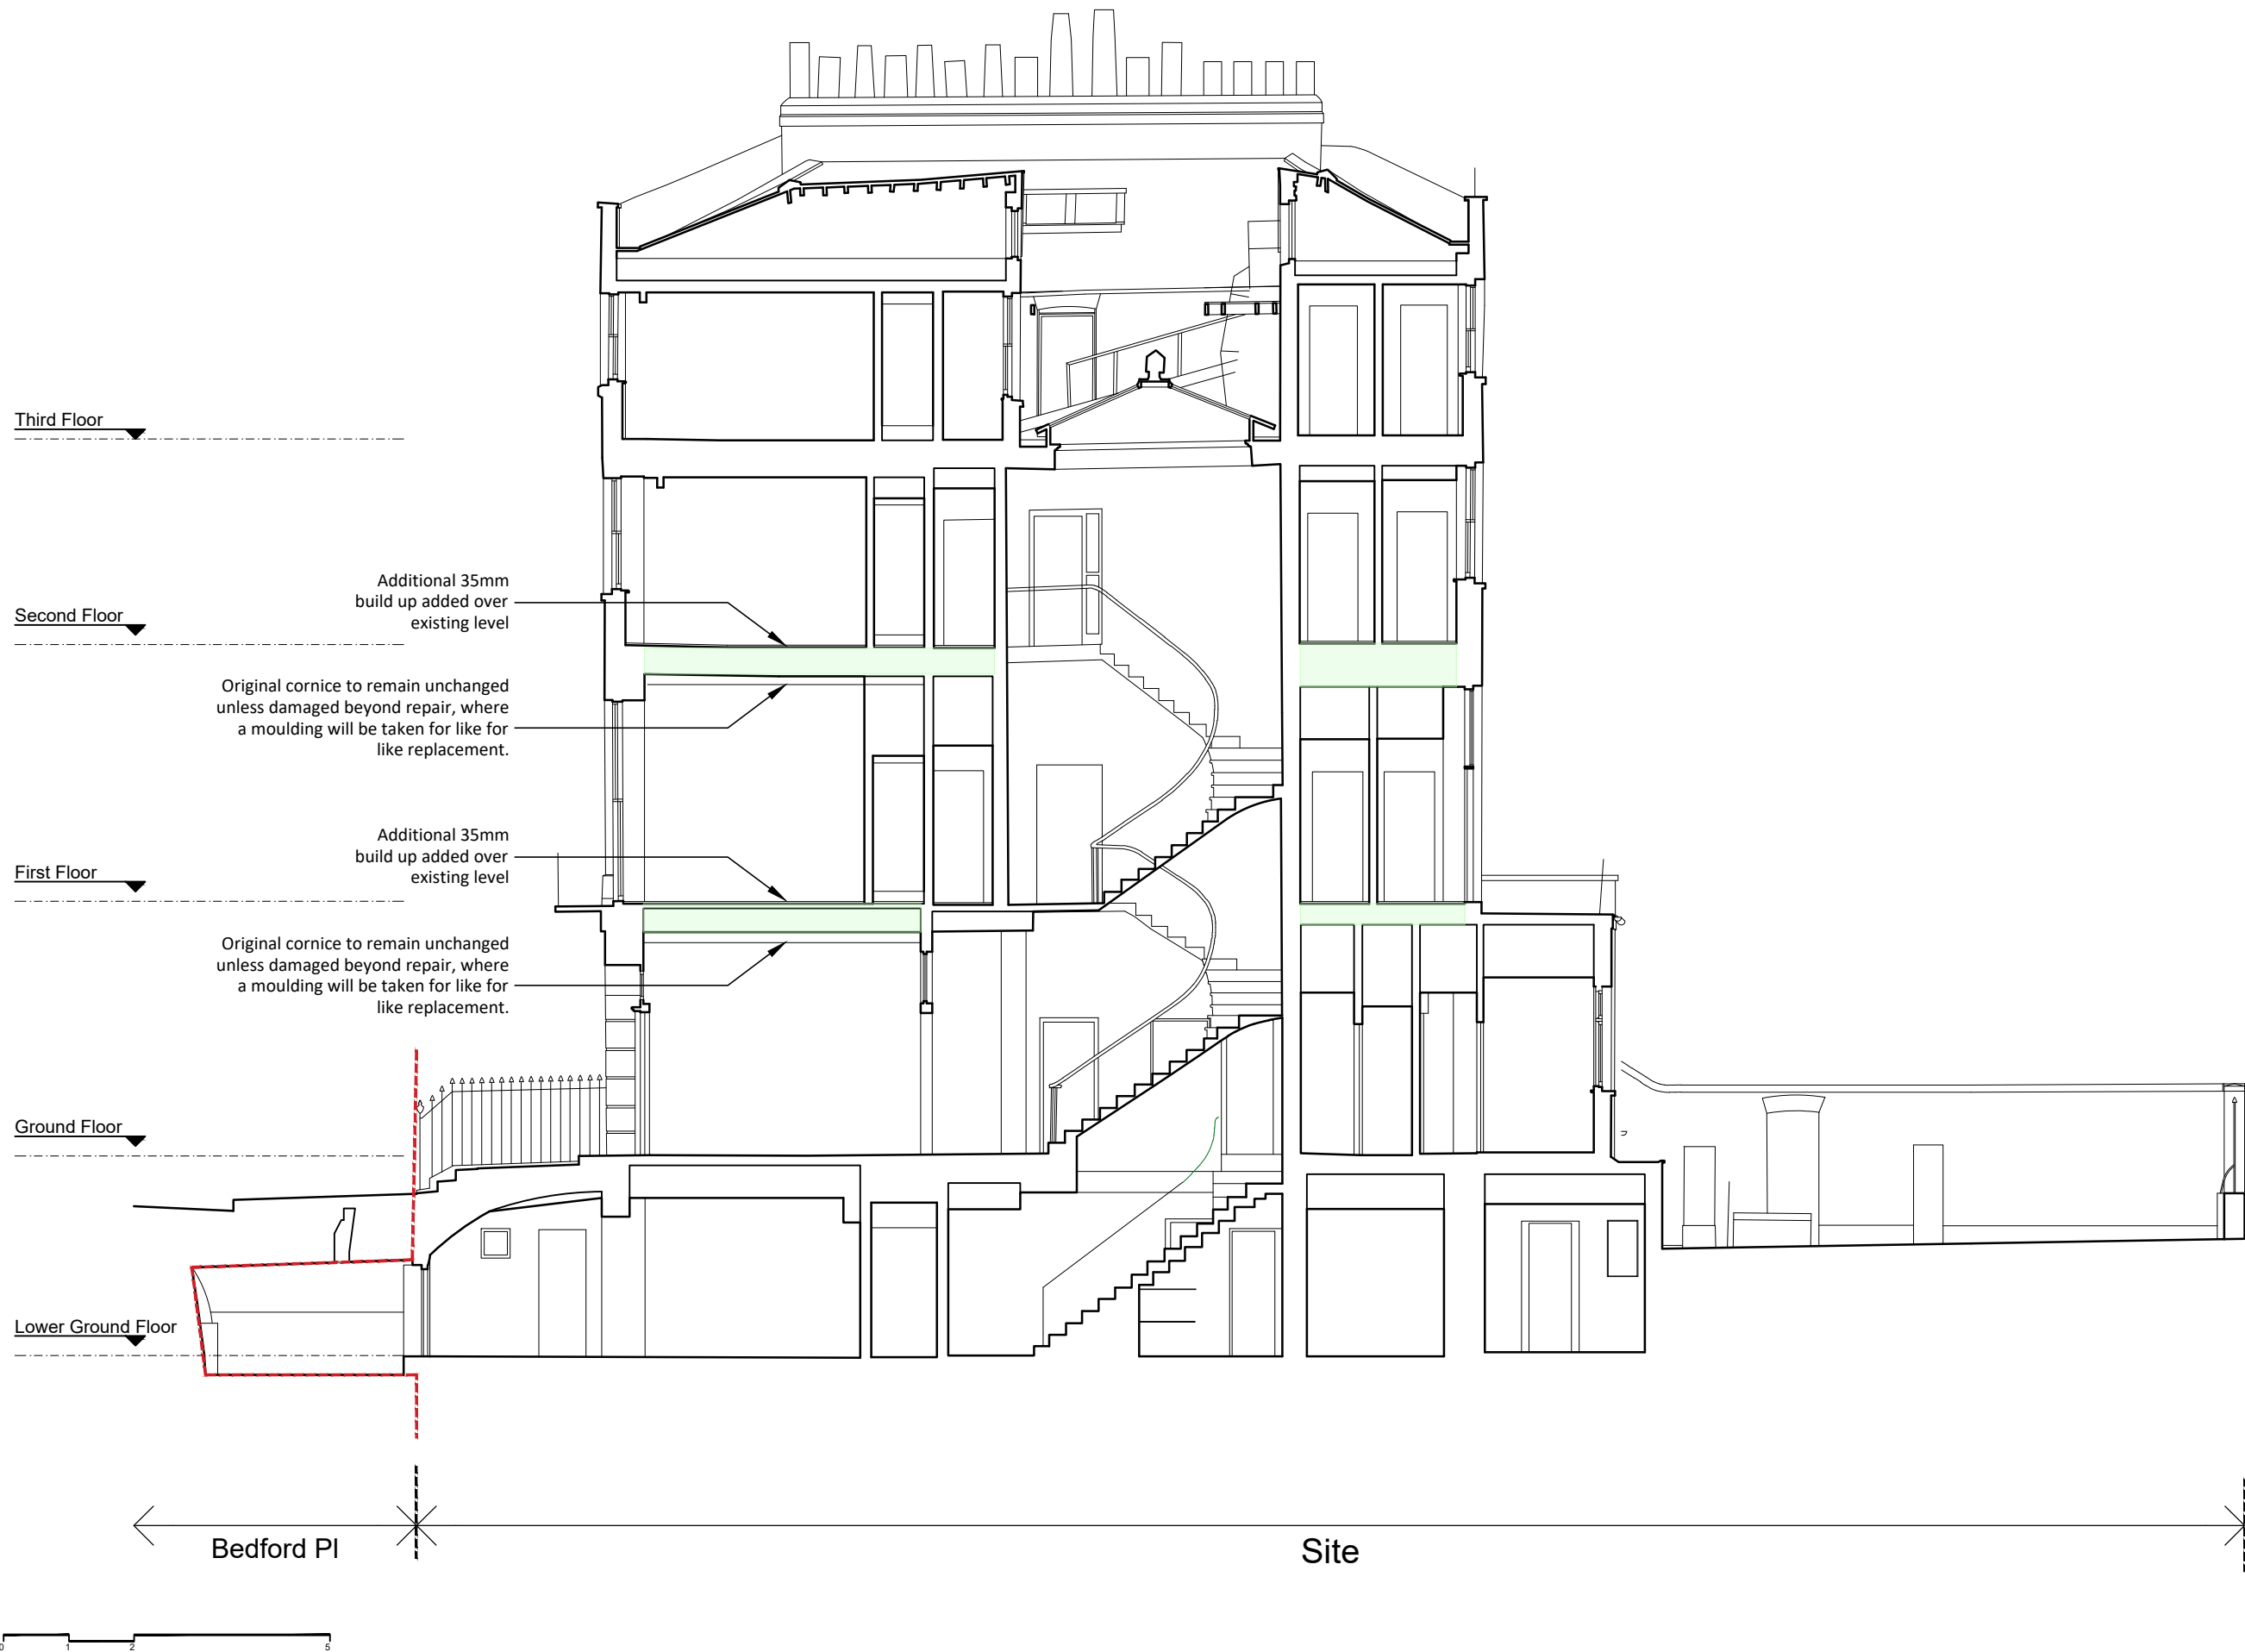 Third Floor
Additional 35mm
build up added over
existing level
Second Floor
Original cornice to remain unchanged
unless damaged beyond repair, where
a moulding will be taken for like for
like replacement.
Additional 35mm
build up added over
existing level
First Floor
Original cornice to remain unchanged
unless damaged beyond repair, where
a moulding will be taken for like for
like replacement.
Ground Floor
Lower Ground Floor
Bedford Pl
Site
0 1 2 5